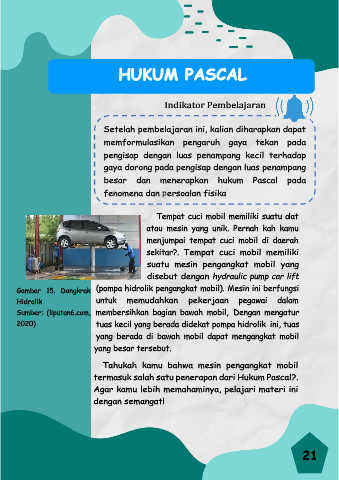 HUKUM PASCAL
Indikator Pembelajaran
Setelah pembelajaran ini, kalian diharapkan dapat
memformulasikan pengaruh gaya tekan pada
pengisap dengan luas penampang kecil terhadap
gaya dorong pada pengisap dengan luas penampang
besar dan menerapkan hukum Pascal pada
fenomena dan persoalan fisika
Tempat cuci mobil memiliki suatu alat
atau mesin yang unik. Pernah kah kamu
menjumpai tempat cuci mobil di daerah
sekitar?. Tempat cuci mobil memiliki
suatu mesin pengangkat mobil yang
disebut dengan hydraulic pump car lift
(pompa hidrolik pengangkat mobil). Mesin ini berfungsi
untuk memudahkan pekerjaan pegawai dalam
membersihkan bagian bawah mobil, Dengan mengatur
tuas kecil yang berada didekat pompa hidrolik ini, tuas
yang berada di bawah mobil dapat mengangkat mobil
yang besar tersebut.
Gambar 15. Dongkrak
Hidrolik
Sumber: (liputan6.com,
2020)
Tahukah kamu bahwa mesin pengangkat mobil
termasuk salah satu penerapan dari Hukum Pascal?.
Agar kamu lebih memahaminya, pelajari materi ini
dengan semangat!
21